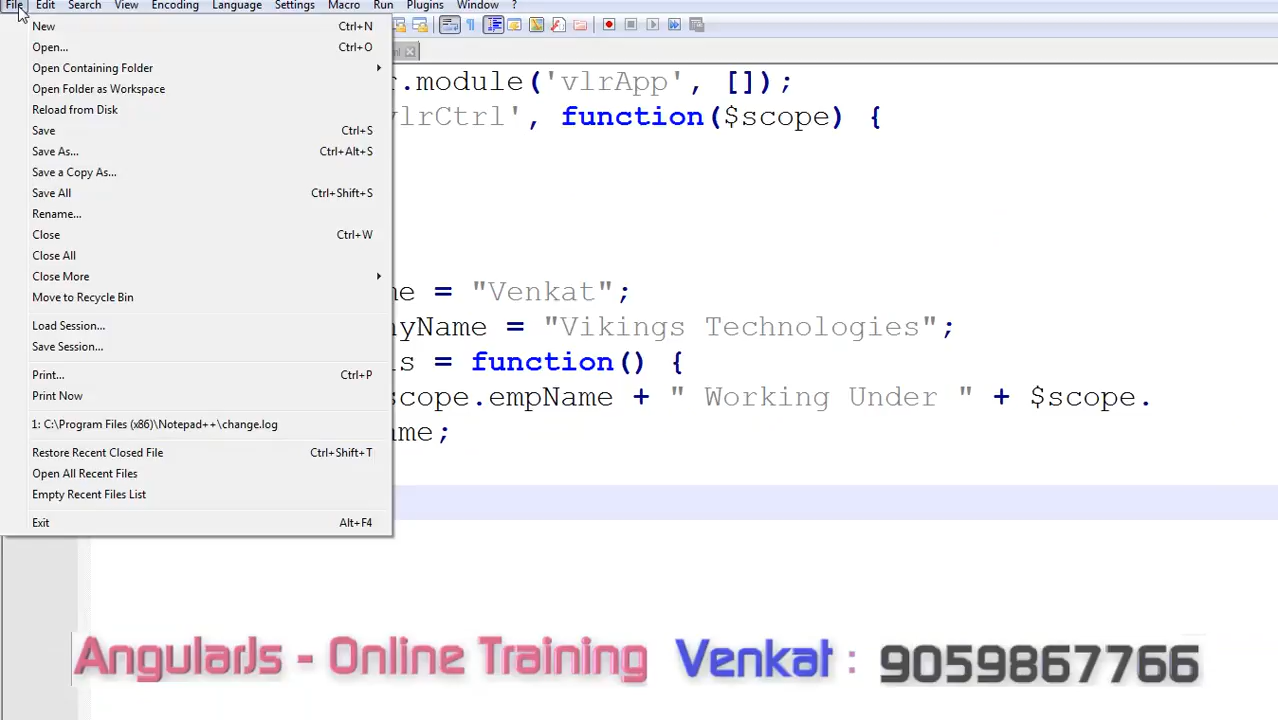 File Edit Search View Encoding Language Settings Macro Run Plugins Window ?
New Ctrl+N
Open... Ctrl+O
Open Containing Folder
Open Folder as Workspace
Reload from Disk
Save Ctrl+S
Save As... Ctrl+Alt+S
Save a Copy As...
Save All Ctrl+Shift+S
Rename...
Close Ctrl+W
Close All
Close More
Move to Recycle Bin
Load Session...
Save Session...
Print... Ctrl+P
Print Now
1: C:\Program Files (x86)\Notepad++\change.log
Restore Recent Closed File Ctrl+Shift+T
Open All Recent Files
Empty Recent Files List
Exit Alt+F4
r.module('vlrApp', []);
vlrCtrl', function($scope) {
me = "Venkat";
nyName = "Vikings Technologies";
ls = function() {
scope.empName + " Working Under " + $scope.
ame;
AngularJs - Online Training Venkat : 9059867766